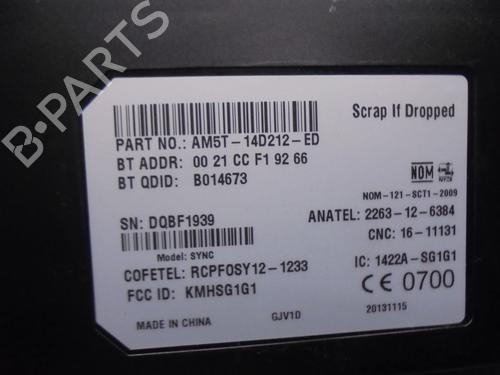 B-PARTS
Scrap If Dropped
PART NO.: AM5T-14D212-ED
BT ADDR: 00 21 CC F1 92 66
BT QDID: B014673
NOM
NYCE
NOM-121-SCT1-2009
SN: DQBF1939
ANATEL: 2263-12-6384
Model: SYNC
CNC: 16-11131
COFETEL: RCPFOSY12-1233
IC: 1422A-SG1G1
FCC ID: KMHSG1G1
CE 0700
MADE IN CHINA
GJV1D
20131115